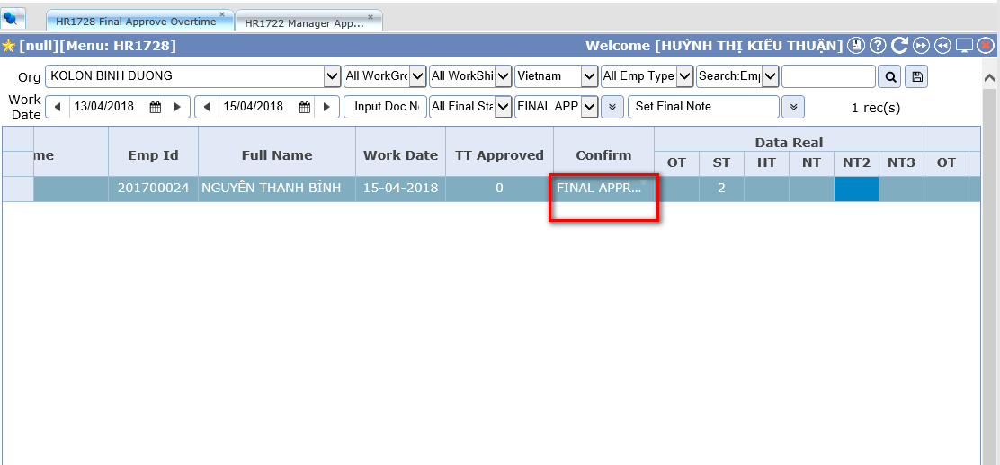 HR1728 Final Approve Overtime
HR1722 Manager App...
[null][Menu: HR1728]
Welcome [HUỲNH THỊ KIỀU THUẬN]
Org .KOLON BINH DUONG All WorkGr All WorkShi Vietnam All Emp Type Search:Emp
Work Date 13/04/2018 15/04/2018 Input Doc N All Final Sta FINAL APP Set Final Note 1 rec(s)
me Emp Id Full Name Work Date TT Approved Confirm Data Real
OT ST HT NT NT2 NT3 OT
201700024 NGUYỄN THANH BÌNH 15-04-2018 0 FINAL APPR... 2